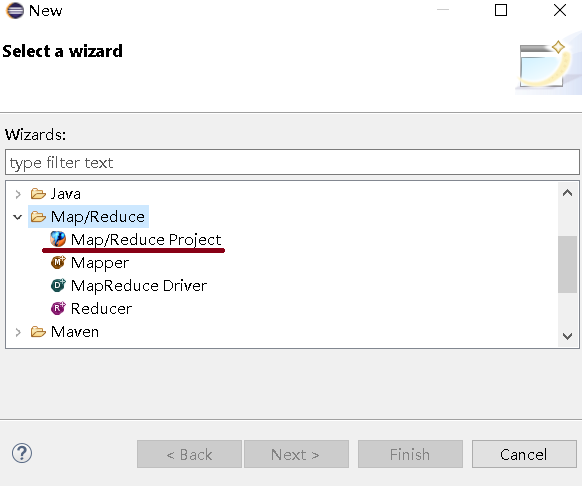 New
Select a wizard
Wizards:
type filter text
Java
Map/Reduce
Map/Reduce Project
Mapper
MapReduce Driver
Reducer
Maven
< Back
Next >
Finish
Cancel